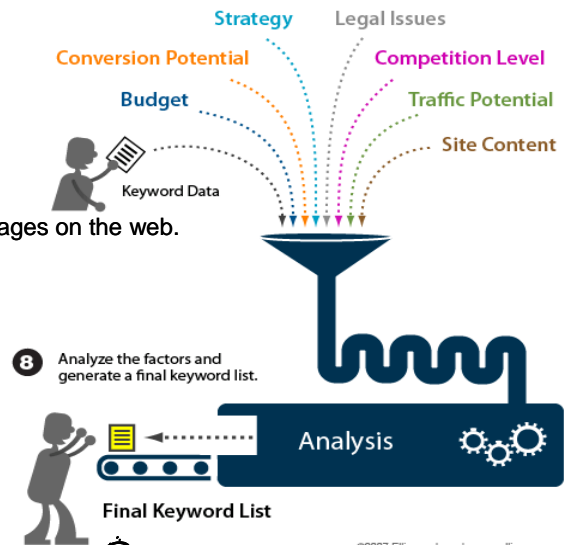 Strategy
Legal Issues
Conversion Potential
Competition Level
Budget
Traffic Potential
Site Content
Keyword Data
ages on the web.
8
Analyze the factors and
generate a final keyword list.
Analysis
Final Keyword List